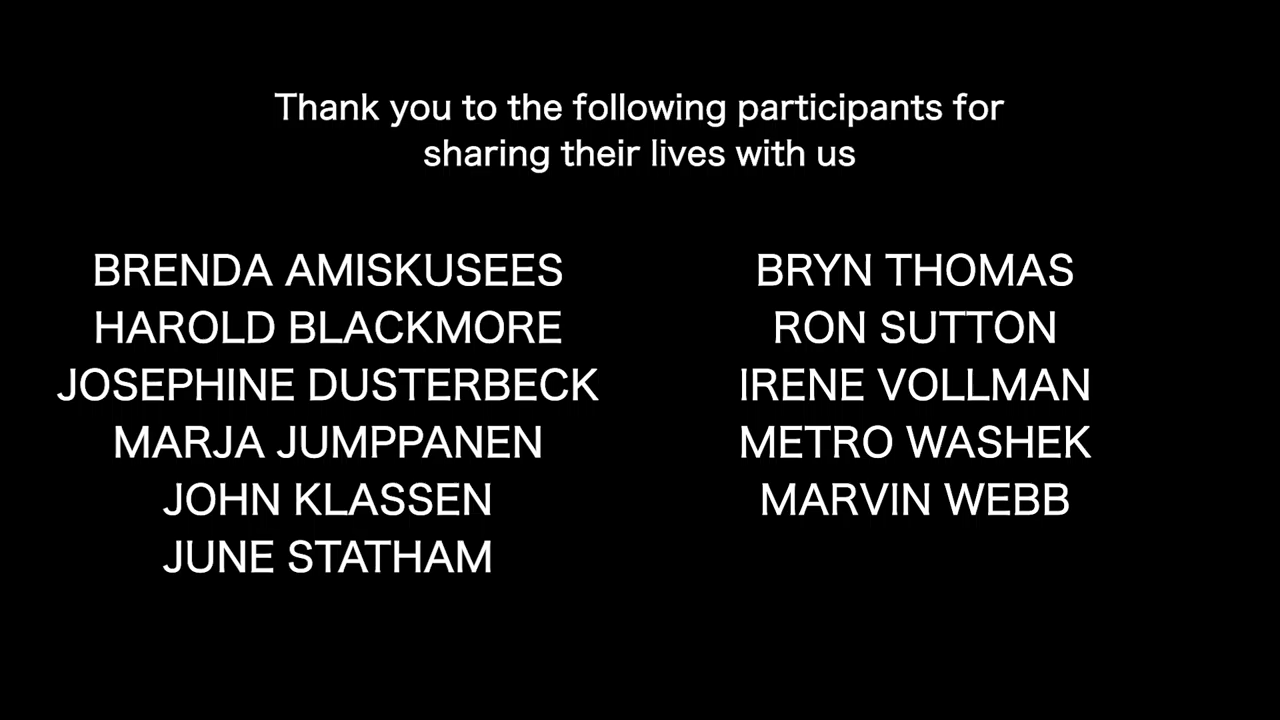 Thank you to the following participants for
sharing their lives with us
BRENDA AMISKUSEES
HAROLD BLACKMORE
JOSEPHINE DUSTERBECK
MARJA JUMPPANEN
JOHN KLASSEN
JUNE STATHAM
BRYN THOMAS
RON SUTTON
IRENE VOLLMAN
METRO WASHEK
MARVIN WEBB